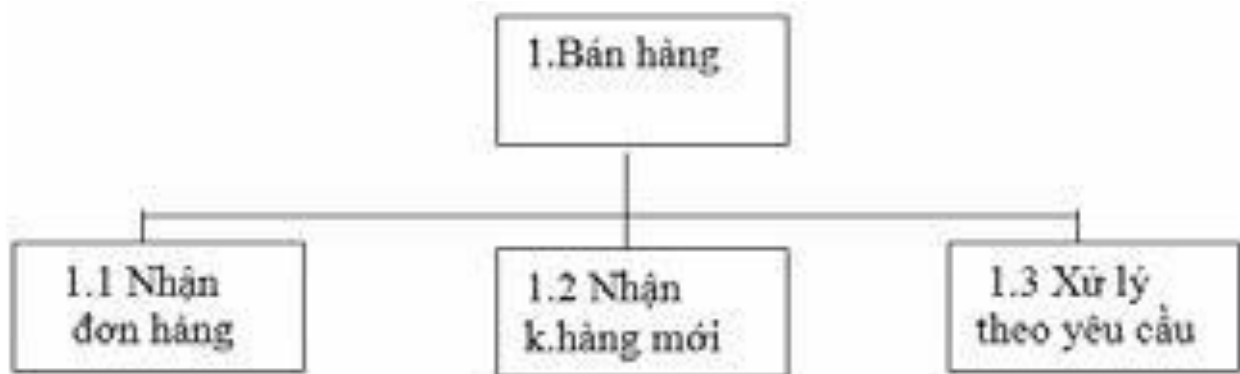 1.Bán hàng
1.1 Nhận
đơn hàng
1.2 Nhận
k.hàng mới
1.3 Xử lý
theo yêu cầu